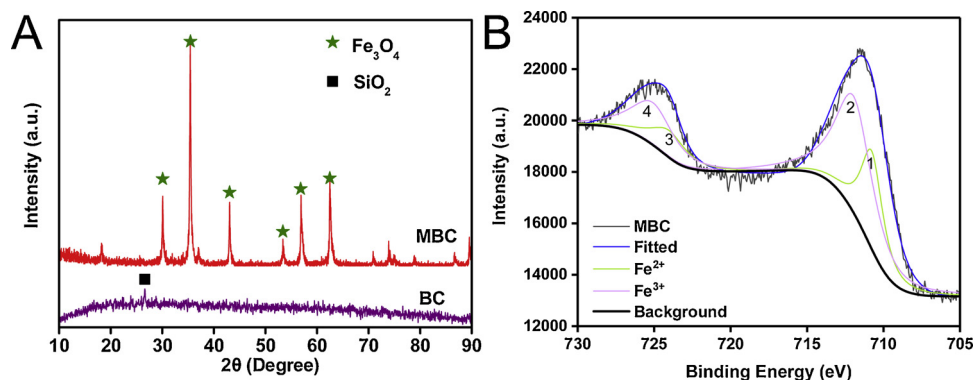 A
Intensity (a.u.)
★ Fe₃O₄
■ SiO₂
MBC
BC
10 20 30 40 50 60 70 80 90
2θ (Degree)
B
Intensity (a.u.)
24000
22000
20000
18000
16000
14000
12000
4
3
2
1
MBC
Fitted
Fe²⁺
Fe³⁺
Background
730 725 720 715 710 705
Binding Energy (eV)